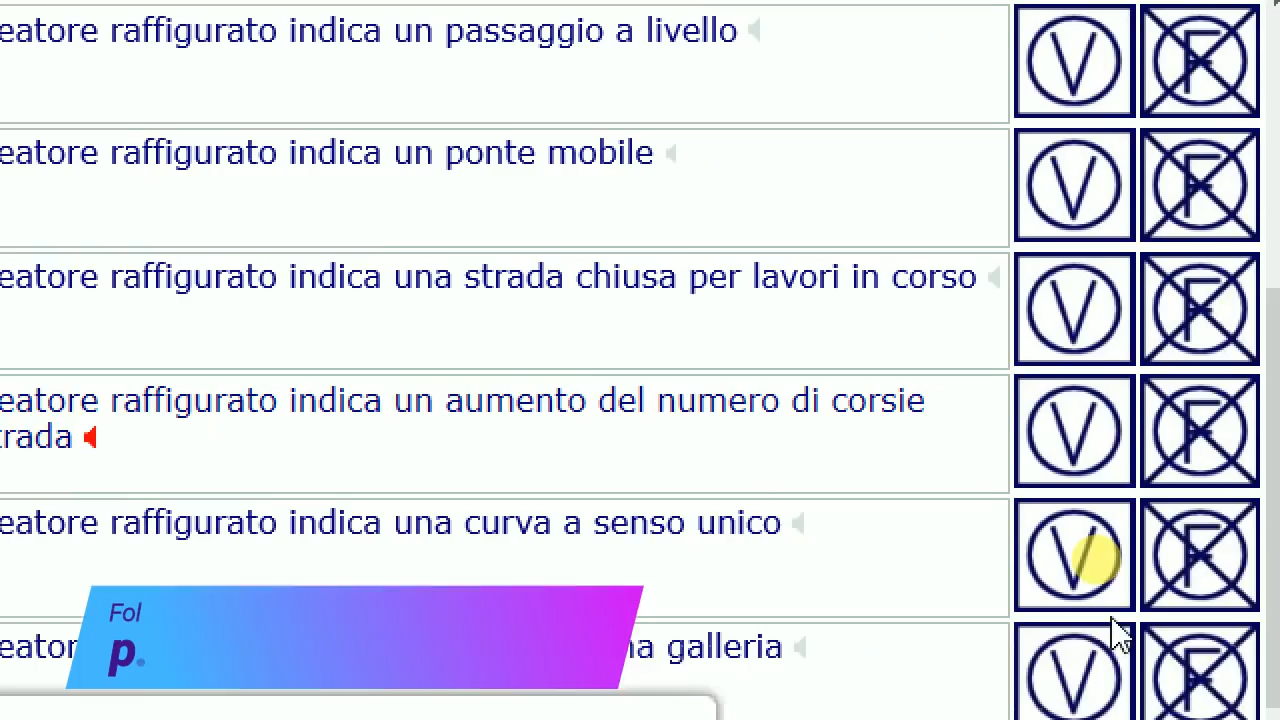 eatore raffigurato indica un passaggio a livello
V F
eatore raffigurato indica un ponte mobile
V F
eatore raffigurato indica una strada chiusa per lavori in corso
V F
eatore raffigurato indica un aumento del numero di corsie
trada
V F
eatore raffigurato indica una curva a senso unico
V F
Fol
p.
eator na galleria
V F